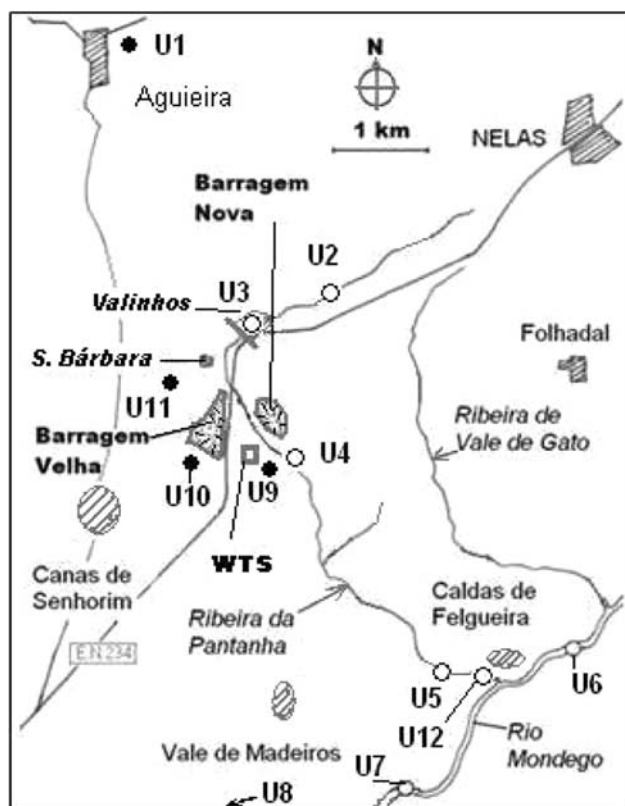 U1
Aguieira
N
1 km
NELAS
Barragem
Nova
U2
U3
Valinhos
S. Bárbara
Folhadal
U11
Barragem
Velha
Ribeira de
Vale de Gato
U4
U10
U9
WTS
Canas de
Senhorim
Caldas de
Felgueira
Ribeira da
Pantanha
E.N 234
U5
U6
U12
Rio
Mondego
Vale de Madeiros
U7
U8